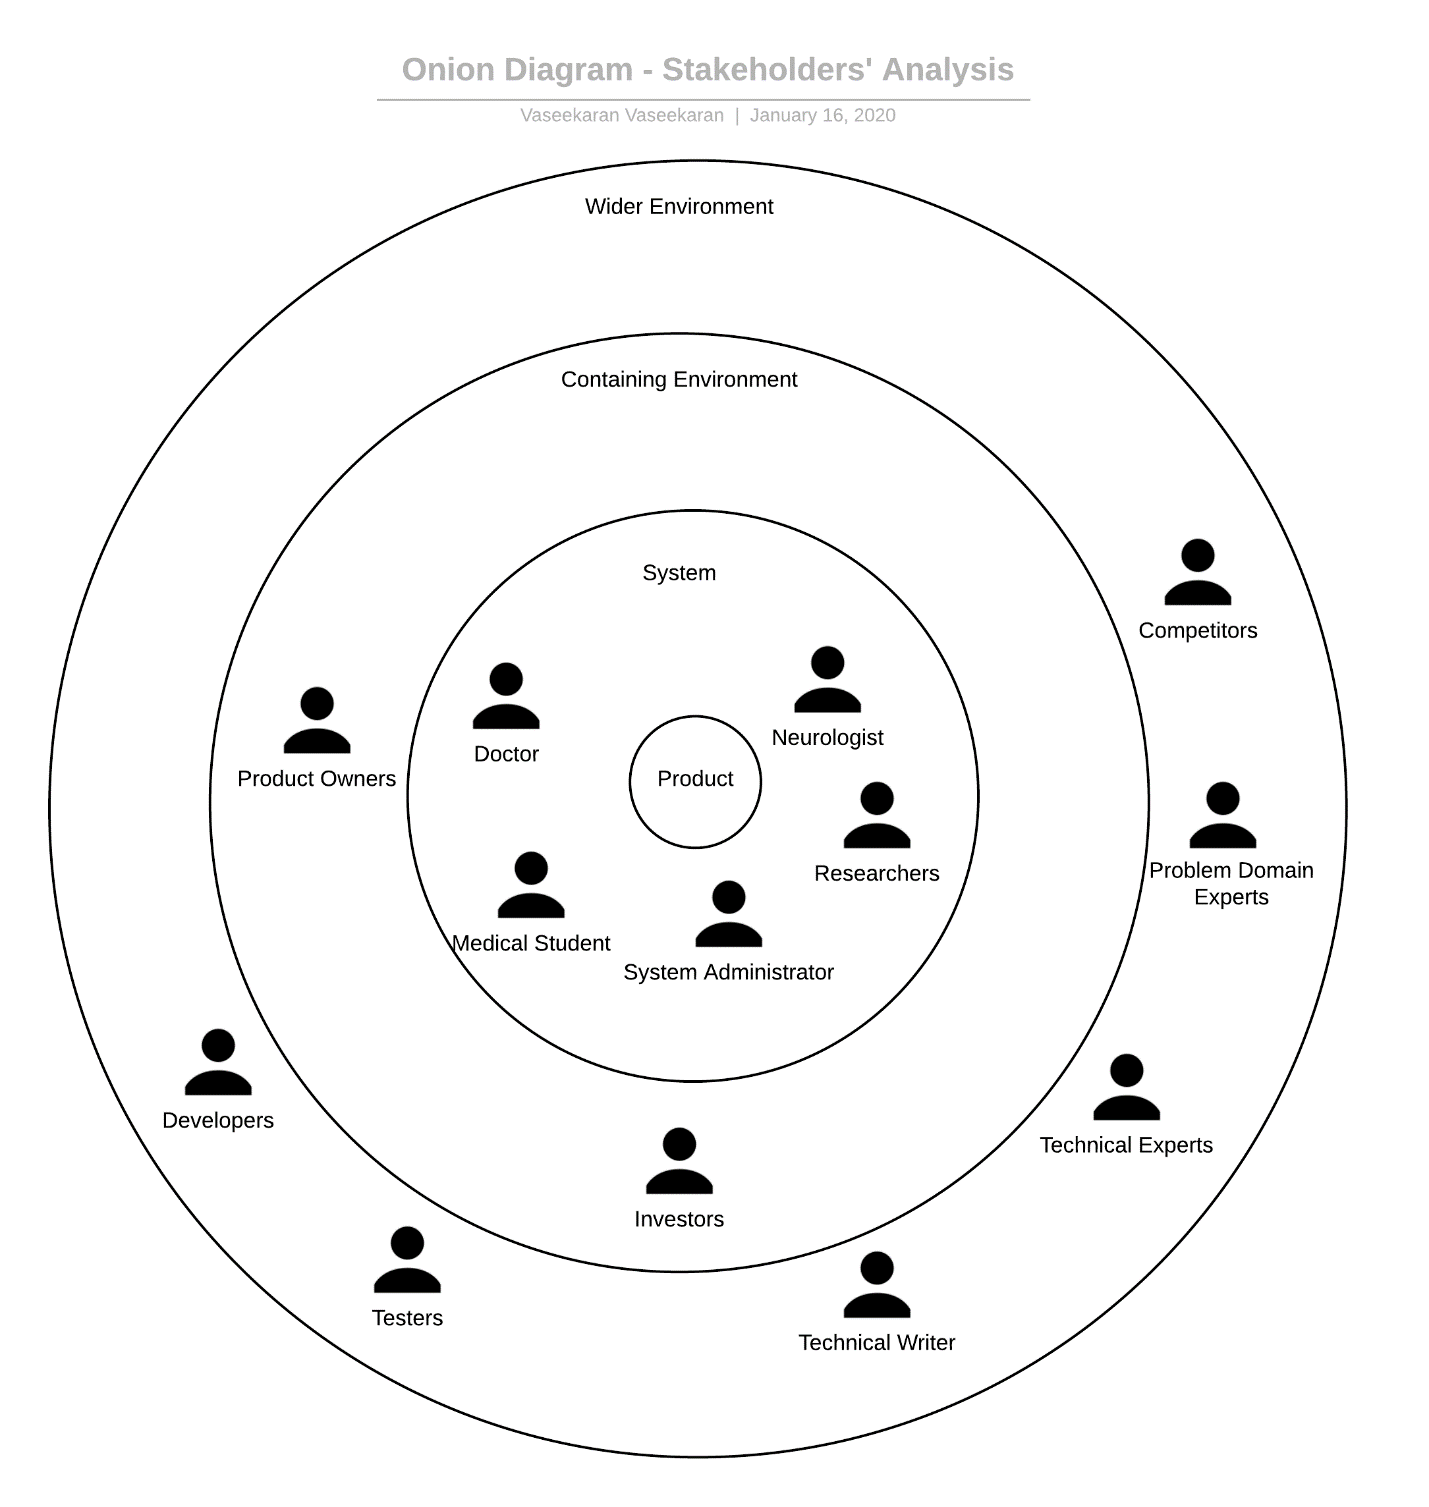 Onion Diagram - Stakeholders' Analysis
Vaseekaran Vaseekaran | January 16, 2020
Wider Environment
Containing Environment
System
Competitors
Neurologist
Doctor
Product Owners
Product
Researchers
Problem Domain
Experts
Medical Student
System Administrator
Developers
Technical Experts
Investors
Testers
Technical Writer